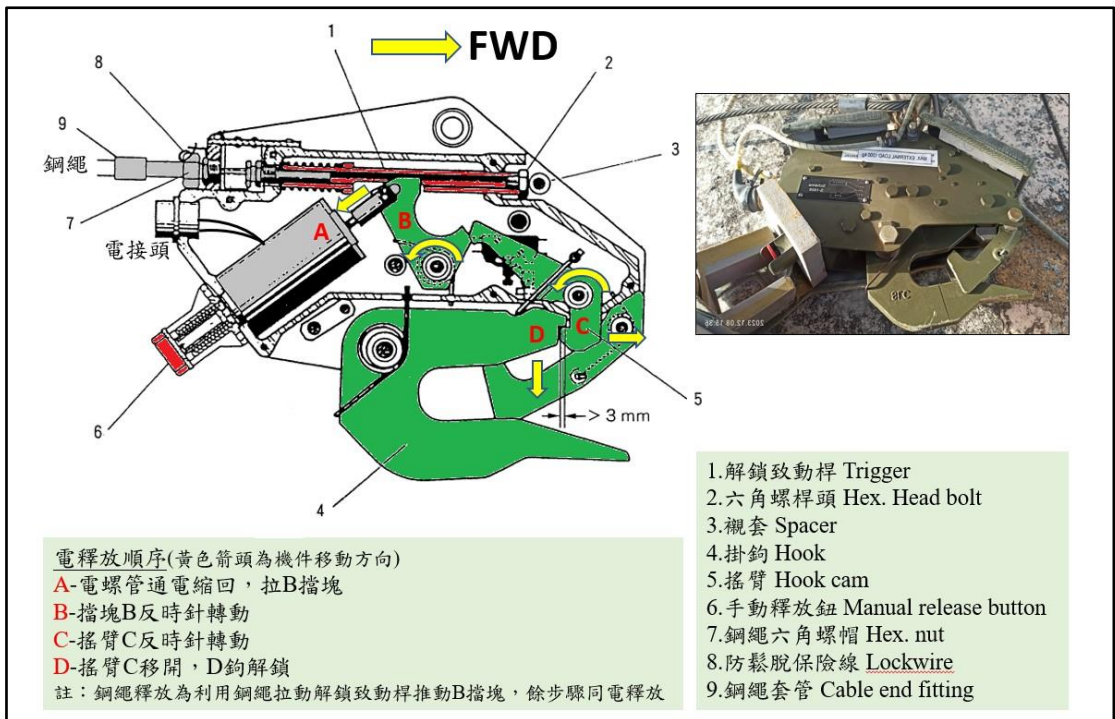 FWD
1
2
3
4
5
6
7
8
9
鋼繩
電接頭
A
B
C
D
> 3 mm
MAX EXTERNAL LOAD 1000
2023.12.08
1.解鎖致動桿 Trigger
2.六角螺桿頭 Hex. Head bolt
3.襯套 Spacer
4.掛鉤 Hook
5.搖臂 Hook cam
6.手動釋放鈕 Manual release button
7.鋼繩六角螺帽 Hex. nut
8.防鬆脫保險線 Lockwire
9.鋼繩套管 Cable end fitting
電釋放順序(黃色箭頭為機件移動方向)
A-電螺管通電縮回，拉B擋塊
B-擋塊B反時針轉動
C-搖臂C反時針轉動
D-搖臂C移開，D鉤解鎖
註：鋼繩釋放為利用鋼繩拉動解鎖致動桿推動B擋塊，餘步驟同電釋放